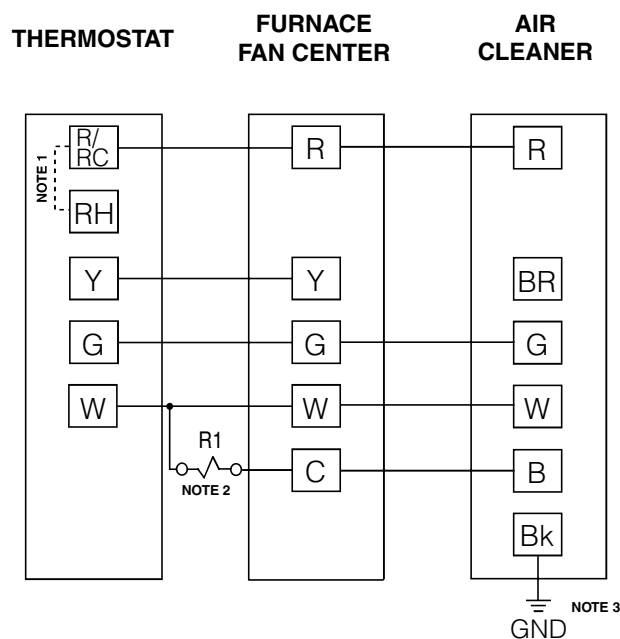 THERMOSTAT
FURNACE
FAN CENTER
AIR
CLEANER
NOTE 1
R/
RC
R
R
RH
Y
Y
BR
G
G
G
W
W
W
R1
NOTE 2
C
B
Bk
NOTE 3
GND